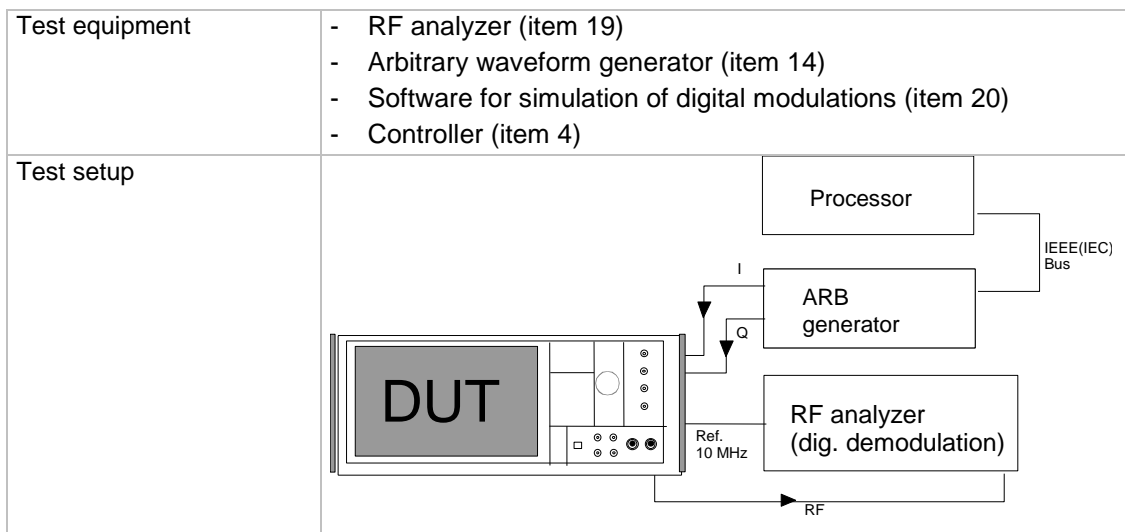 Test equipment
- RF analyzer (item 19)
- Arbitrary waveform generator (item 14)
- Software for simulation of digital modulations (item 20)
- Controller (item 4)
Test setup
Processor
IEEE(IEC)
Bus
I
ARB
generator
Q
DUT
RF analyzer
(dig. demodulation)
Ref.
10 MHz
RF